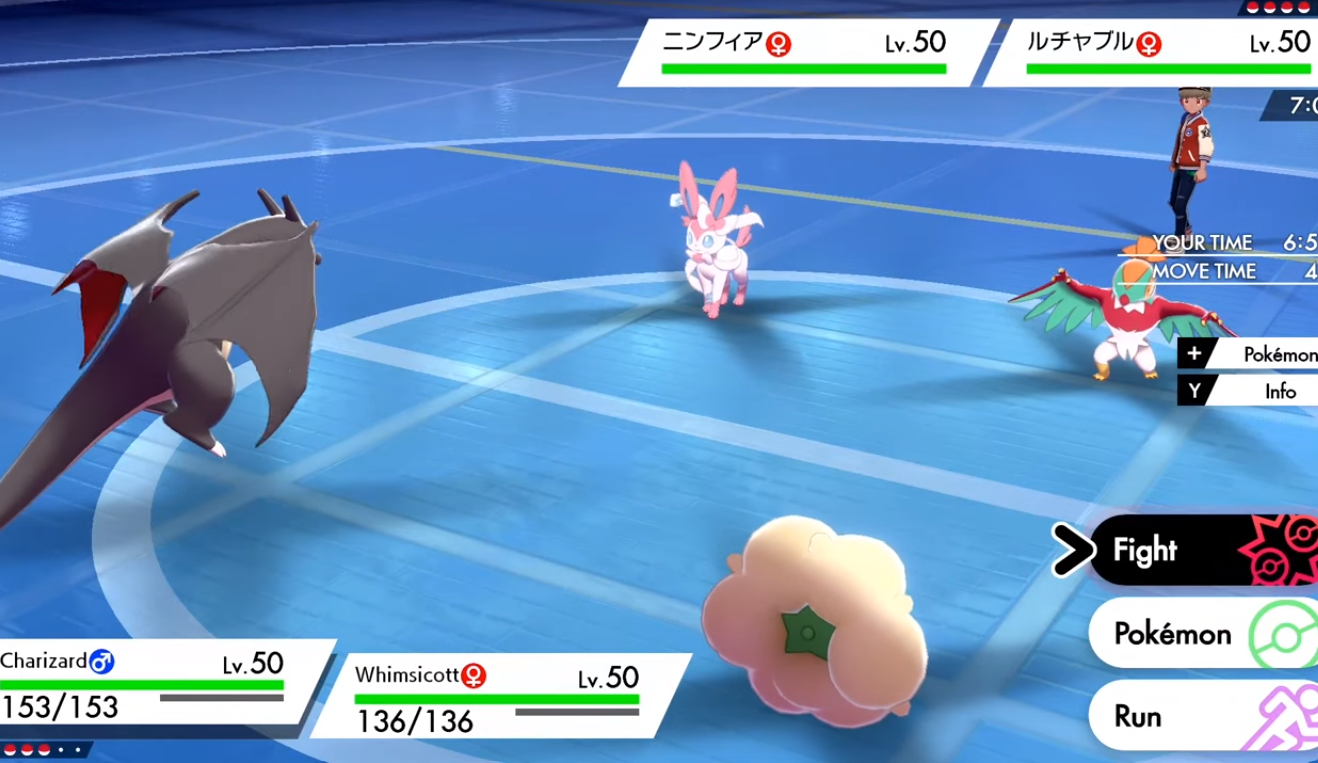 ニンフィア♀ Lv.50
ルチャブル♀ Lv.50
YOUR TIME
MOVE TIME
+ Pokémon
Y Info
Fight
Pokémon
Run
Charizard♂ Lv.50
153/153
Whimsicott♀ Lv.50
136/136